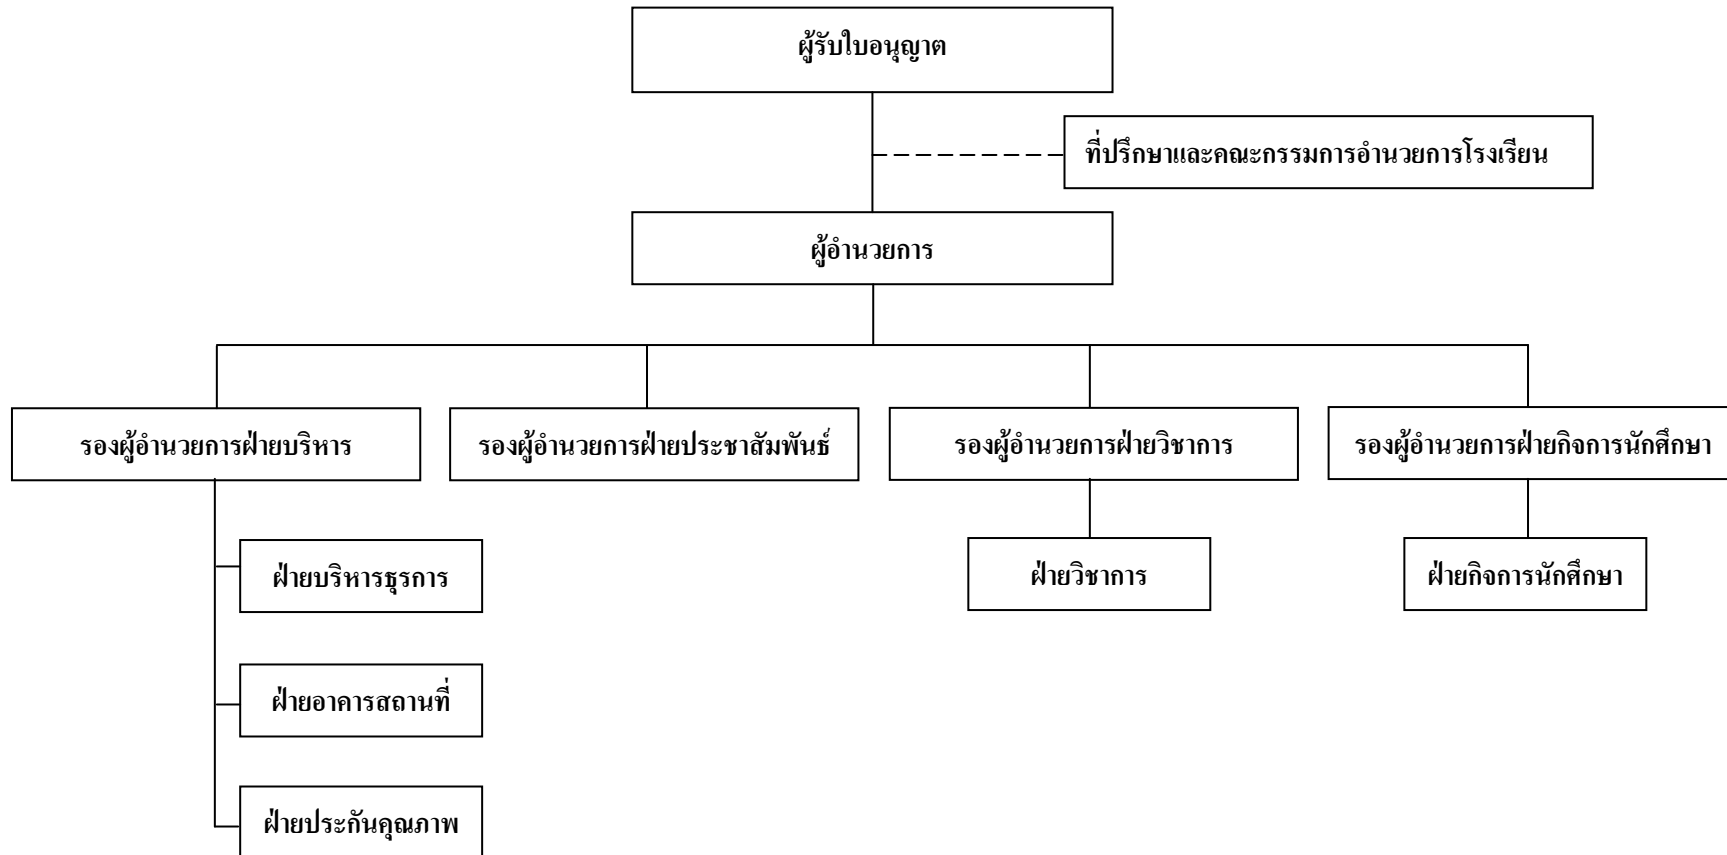 ผู้รับใบอนุญาต
ที่ปรึกษาและคณะกรรมการอำนวยการโรงเรียน
ผู้อำนวยการ
รองผู้อำนวยการฝ่ายบริหาร
รองผู้อำนวยการฝ่ายประชาสัมพันธ์
รองผู้อำนวยการฝ่ายวิชาการ
รองผู้อำนวยการฝ่ายกิจการนักศึกษา
ฝ่ายบริหารธุรการ
ฝ่ายวิชาการ
ฝ่ายกิจการนักศึกษา
ฝ่ายอาคารสถานที่
ฝ่ายประกันคุณภาพ